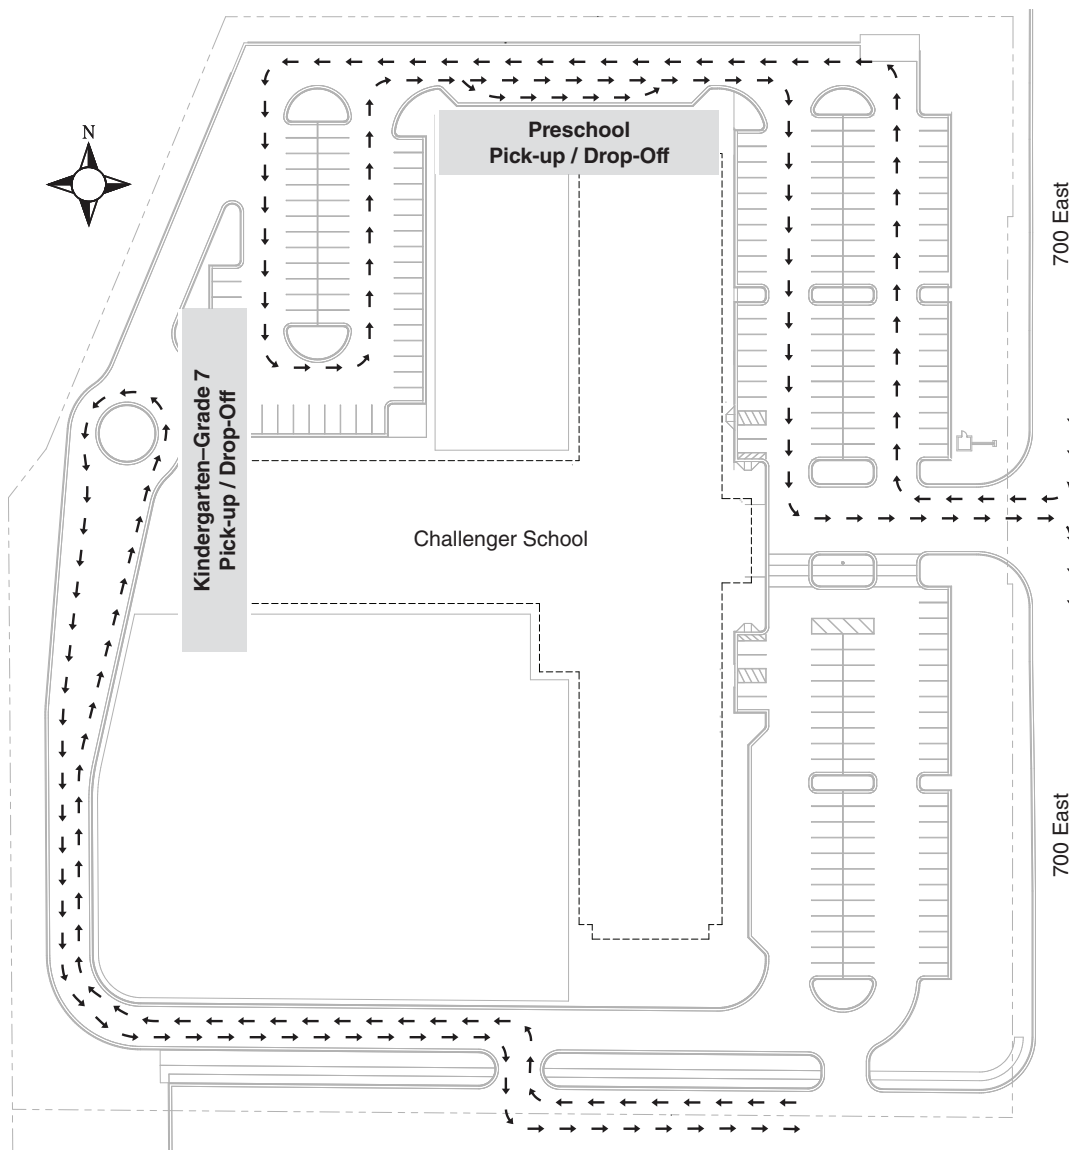 N
Preschool
Pick-up / Drop-Off
700 East
Kindergarten–Grade 7
Pick-up / Drop-Off
Challenger School
700 East